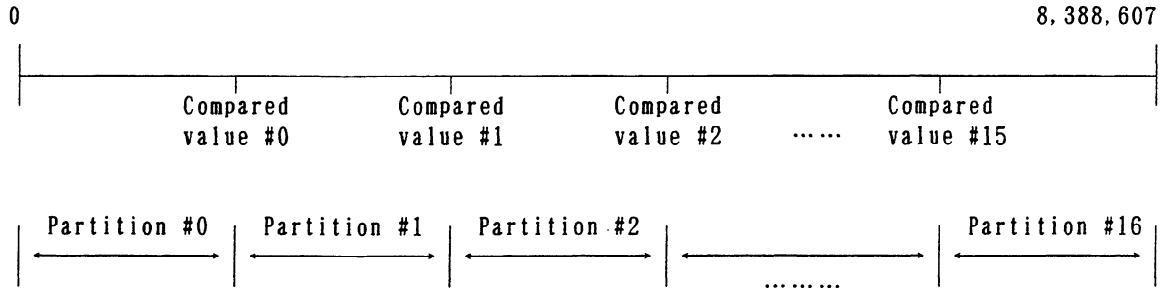 0 8,388,607
Compared Compared Compared Compared
value #0 value #1 value #2 …… value #15
Partition #0 Partition #1 Partition #2 Partition #16
………